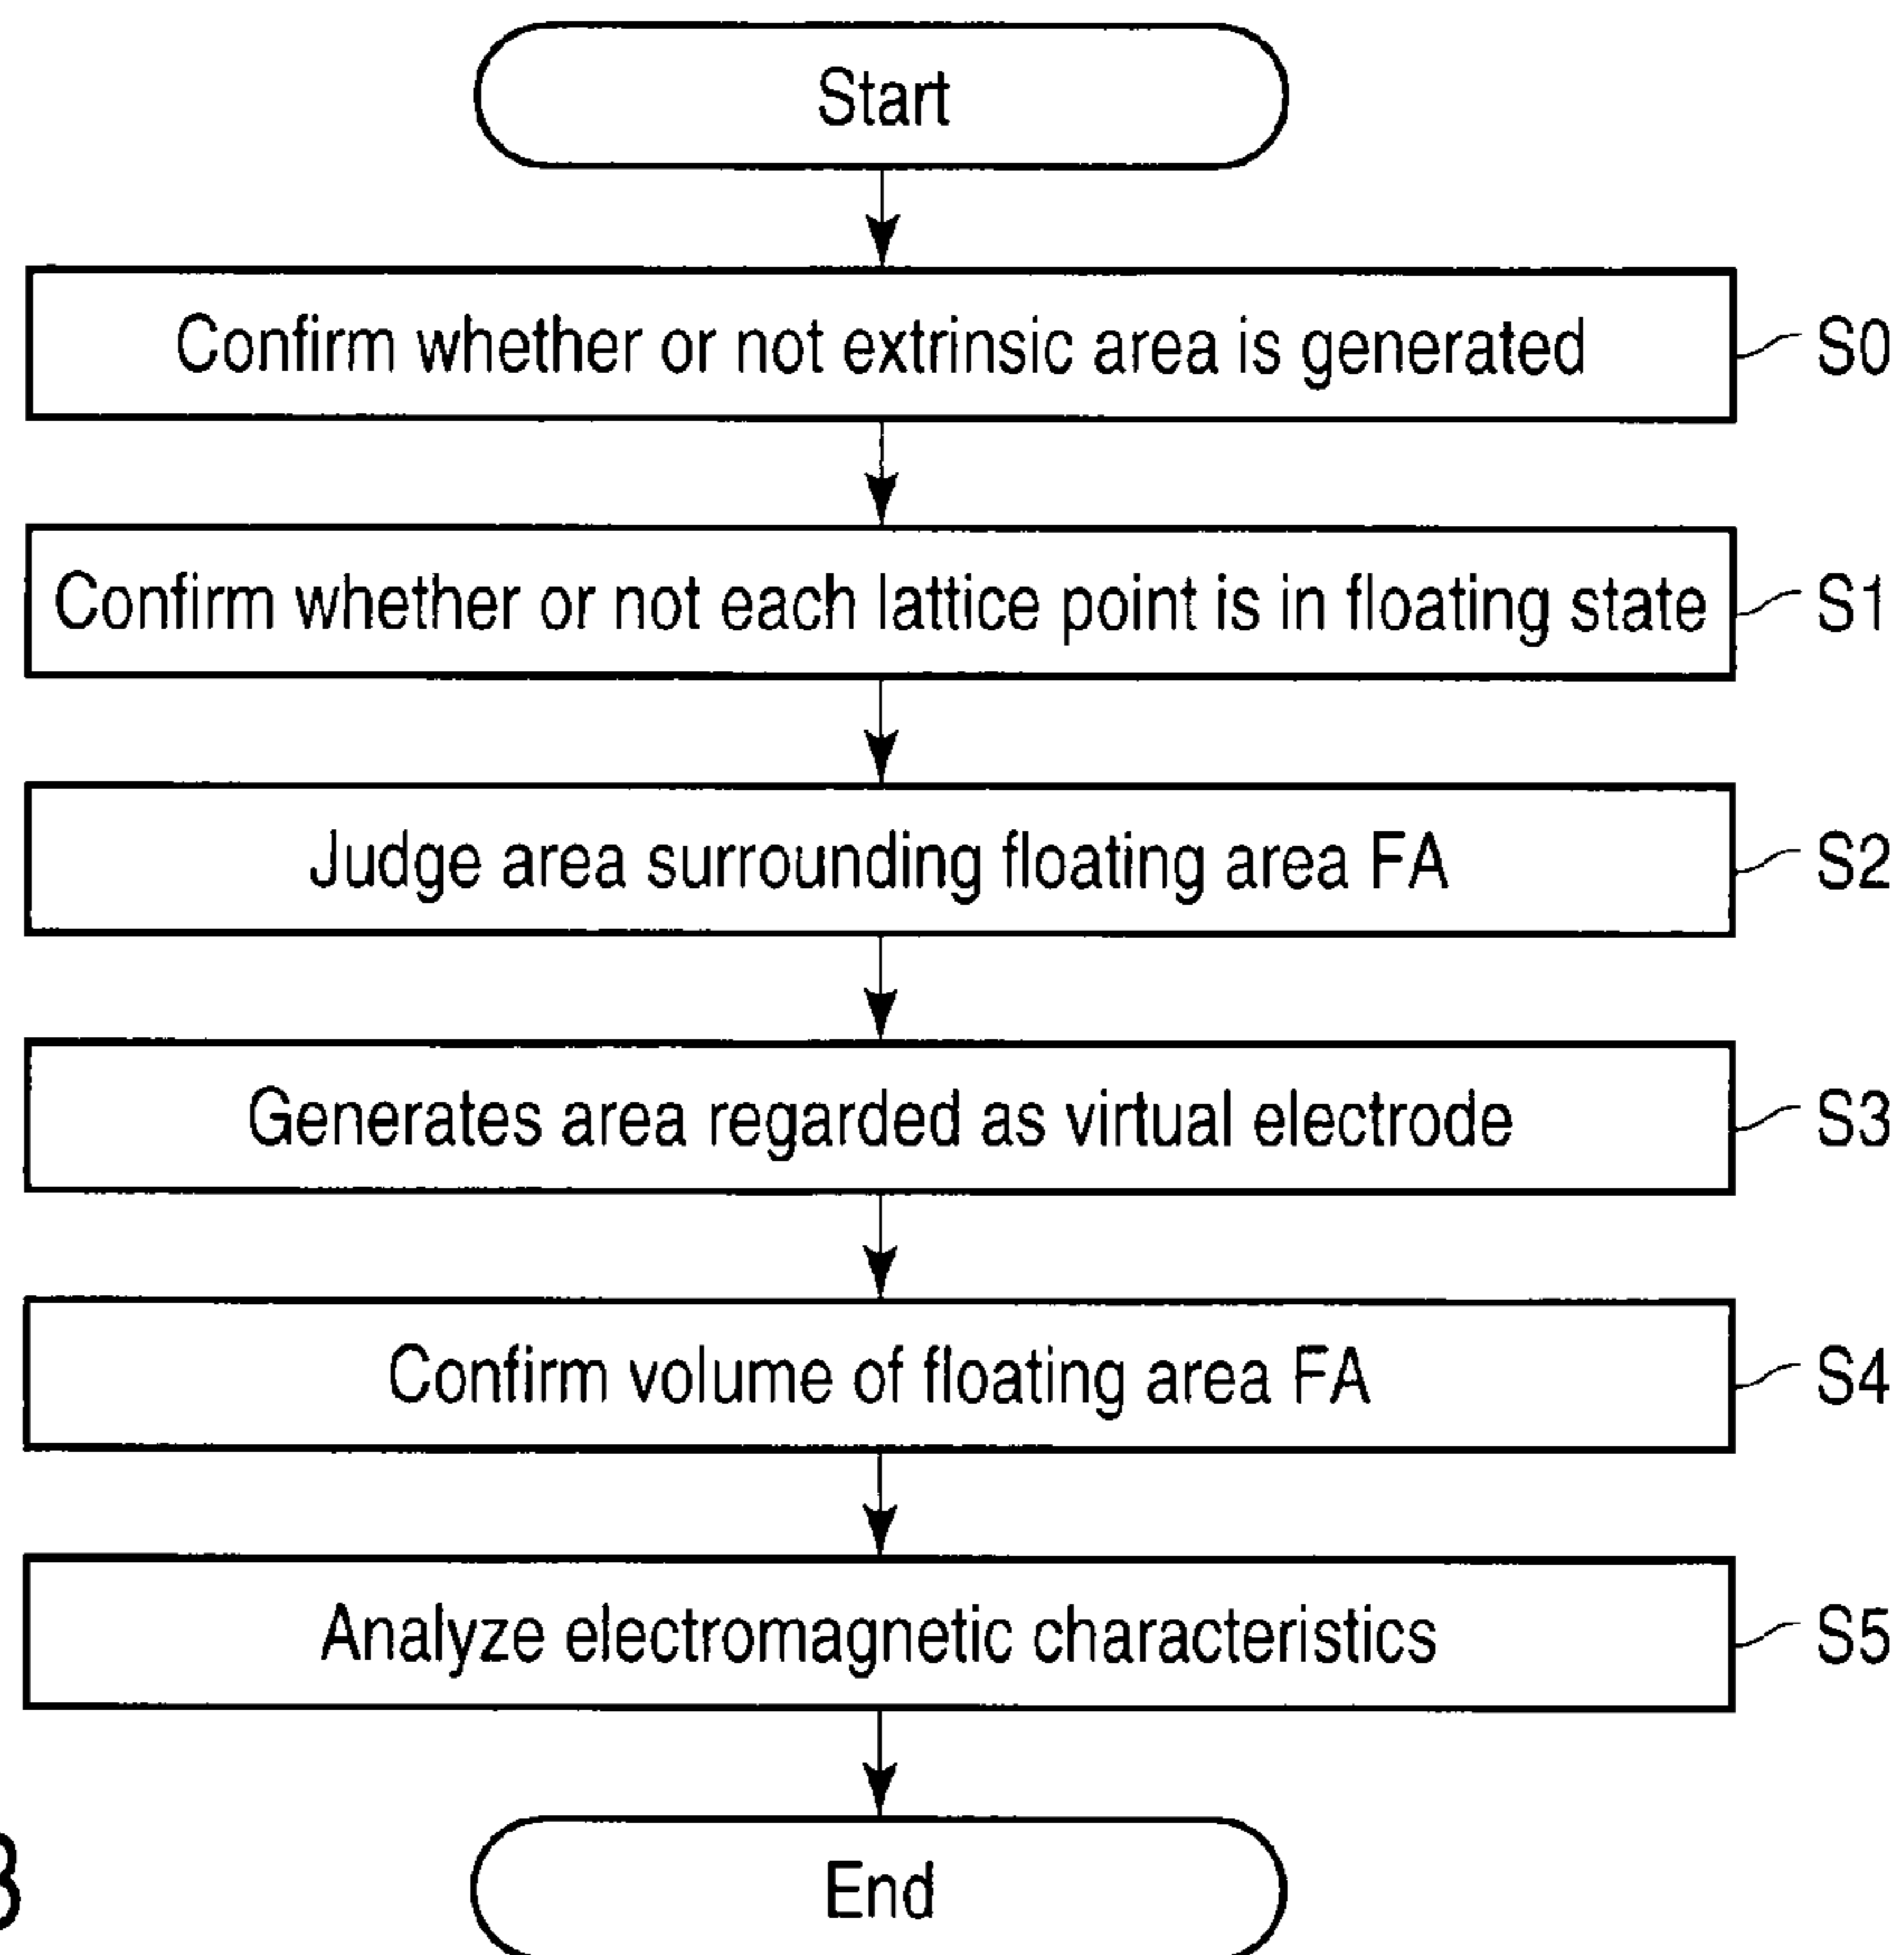 Start
Confirm whether or not extrinsic area is generated
S0
Confirm whether or not each lattice point is in floating state
S1
Judge area surrounding floating area FA
S2
Generates area regarded as virtual electrode
S3
Confirm volume of floating area FA
S4
Analyze electromagnetic characteristics
S5
End